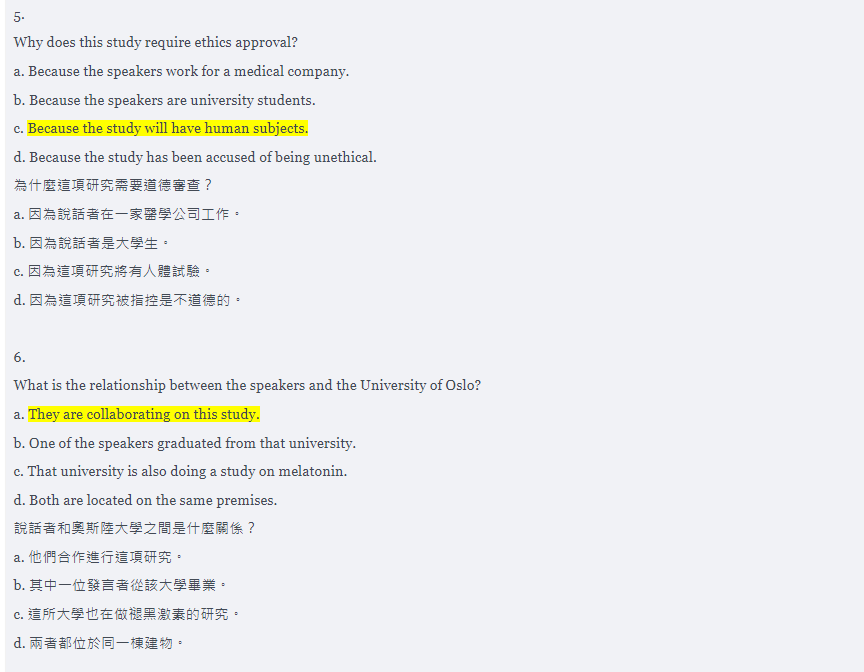 5.
Why does this study require ethics approval?
a. Because the speakers work for a medical company.
b. Because the speakers are university students.
c. Because the study will have human subjects.
d. Because the study has been accused of being unethical.
為什麼這項研究需要道德審查？
a. 因為說話者在一家醫學公司工作。
b. 因為說話者是大學生。
c. 因為這項研究將有人體試驗。
d. 因為這項研究被指控是不道德的。
6.
What is the relationship between the speakers and the University of Oslo?
a. They are collaborating on this study.
b. One of the speakers graduated from that university.
c. That university is also doing a study on melatonin.
d. Both are located on the same premises.
說話者和奧斯陸大學之間是什麼關係？
a. 他們合作進行這項研究。
b. 其中一位發言者從該大學畢業。
c. 這所大學也在做褪黑激素的研究。
d. 兩者都位於同一棟建物。